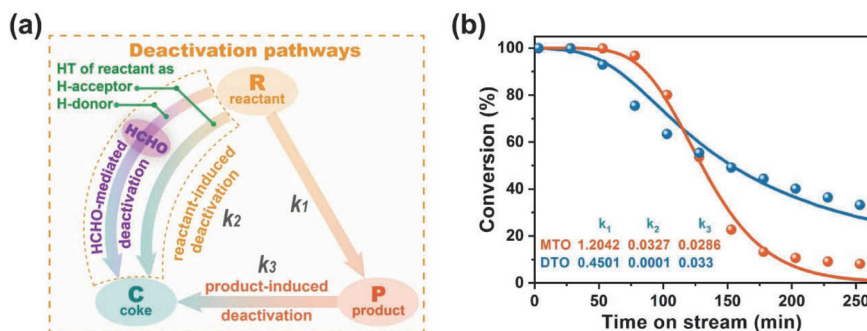 (a)
Deactivation pathways
HT of reactant as
H-acceptor
H-donor
R
reactant
HCHO
HCHO-mediated
deactivation
reactant-induced
deactivation
k2
k1
k3
C
coke
product-induced
deactivation
P
product
(b)
Conversion (%)
100
80
60
40
20
0
k1 k2 k3
MTO 1.2042 0.0327 0.0286
DTO 0.4501 0.0001 0.033
0 50 100 150 200 250
Time on stream (min)